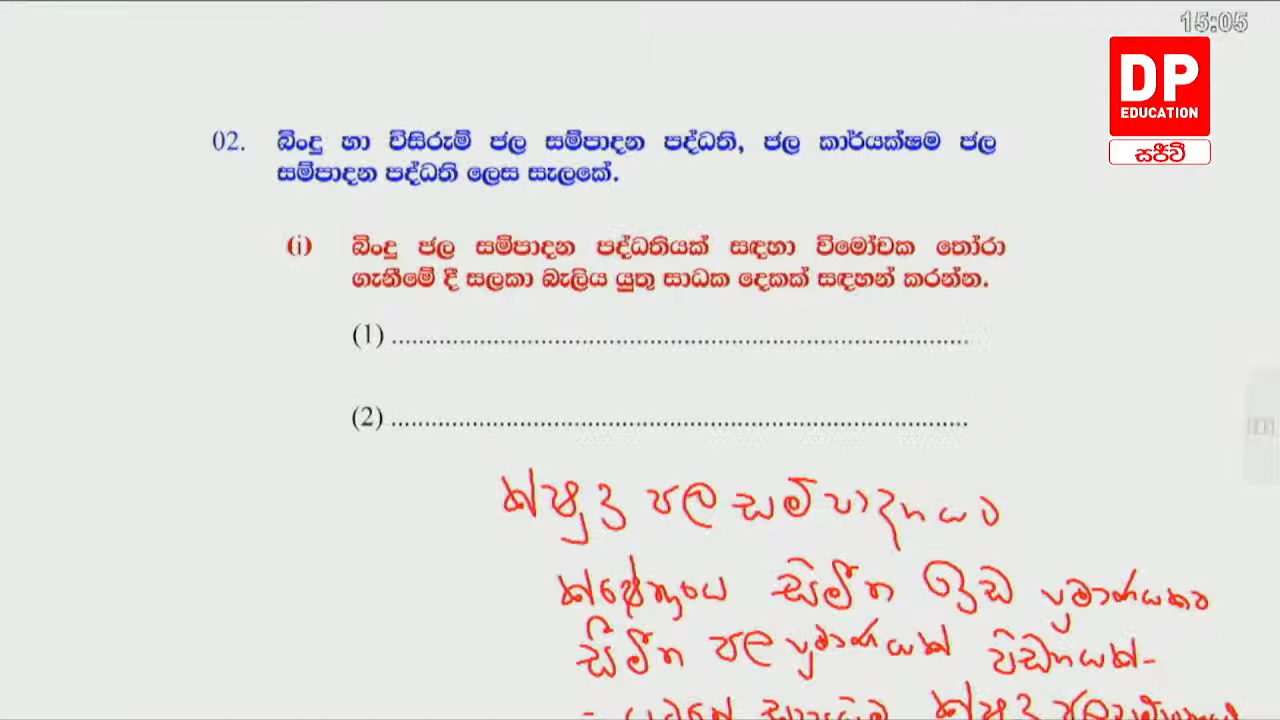 15:05
DP
EDUCATION
සජීවී
02. බිංදු හා විසිරුම් ජල සම්පාදන පද්ධති, ජල කාර්යක්ෂම ජල
සම්පාදන පද්ධති ලෙස සැලකේ.
(i) බිංදු ජල සම්පාදන පද්ධතියක් සඳහා විමෝචක තෝරා
ගැනීමේ දී සලකා බැලිය යුතු සාධක දෙකක් සඳහන් කරන්න.
(1) ........................................................................................
(2) ........................................................................................
ක්ෂුද්‍ර ජල සම්පාදනයට
ක්ෂේත්‍රයේ සීමිත ඉඩ ප්‍රමාණයකට
සීමිත ජල ප්‍රමාණයක්